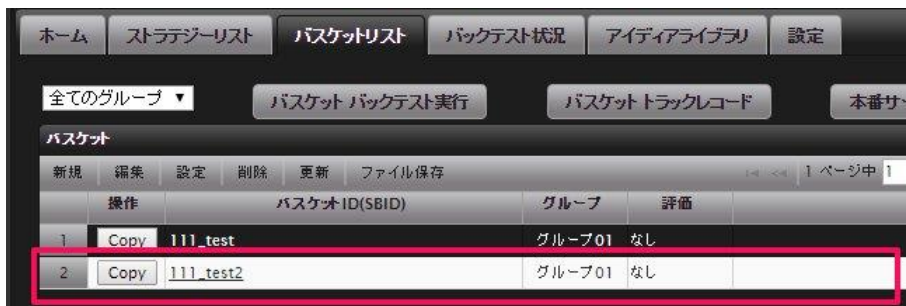 ホーム ストラテジーリスト バスケットリスト バックテスト状況 アイディアライブラリ 設定
全てのグループ ▼ バスケット バックテスト実行 バスケット トラックレコード 本番サ
バスケット
新規 編集 設定 削除 更新 ファイル保存 1 ページ中 1
操作 バスケットID(SBID) グループ 評価
1 Copy 111_test グループ01 なし
2 Copy 111_test2 グループ01 なし